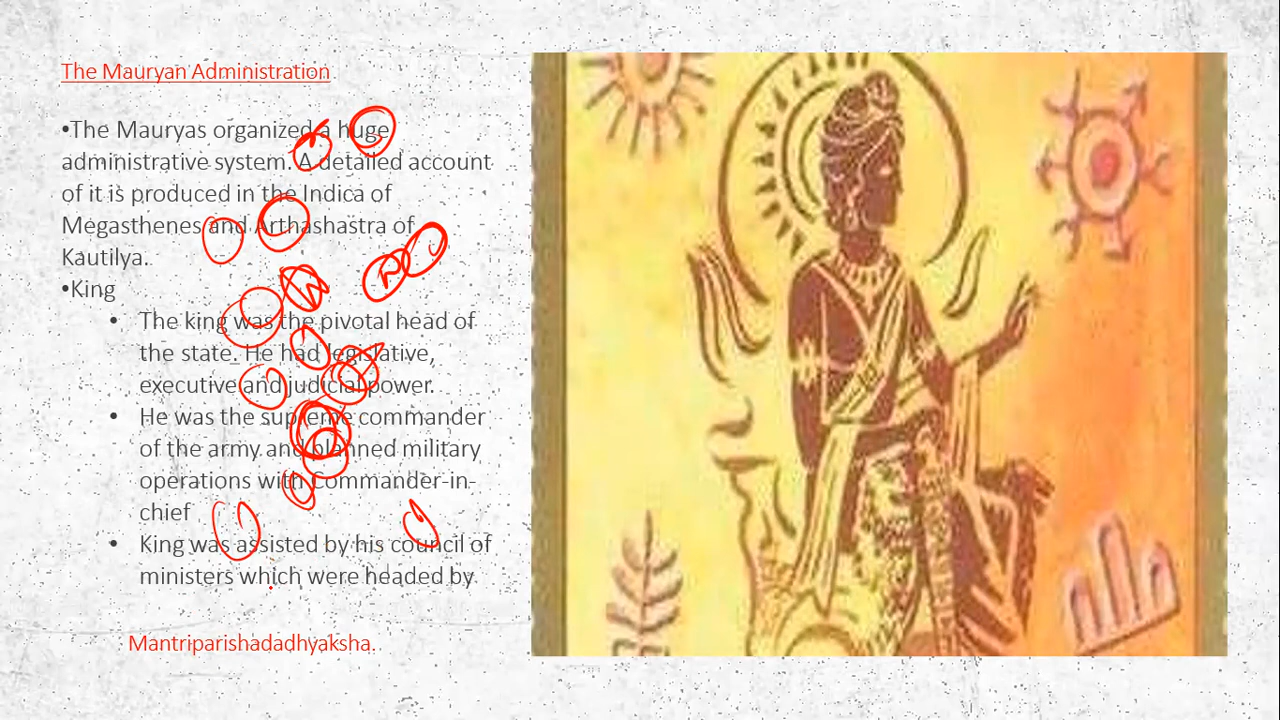 The Mauryan Administration
•The Mauryas organized a huge
administrative system. A detailed account
of it is produced in the Indica of
Megasthenes and Arthashastra of
Kautilya.
•King
• The king was the pivotal head of
the state. He had legislative,
executive and judicial power.
• He was the supreme commander
of the army and planned military
operations with Commander-in-
chief
• King was assisted by his council of
ministers which were headed by
Mantriparishadadhyaksha.